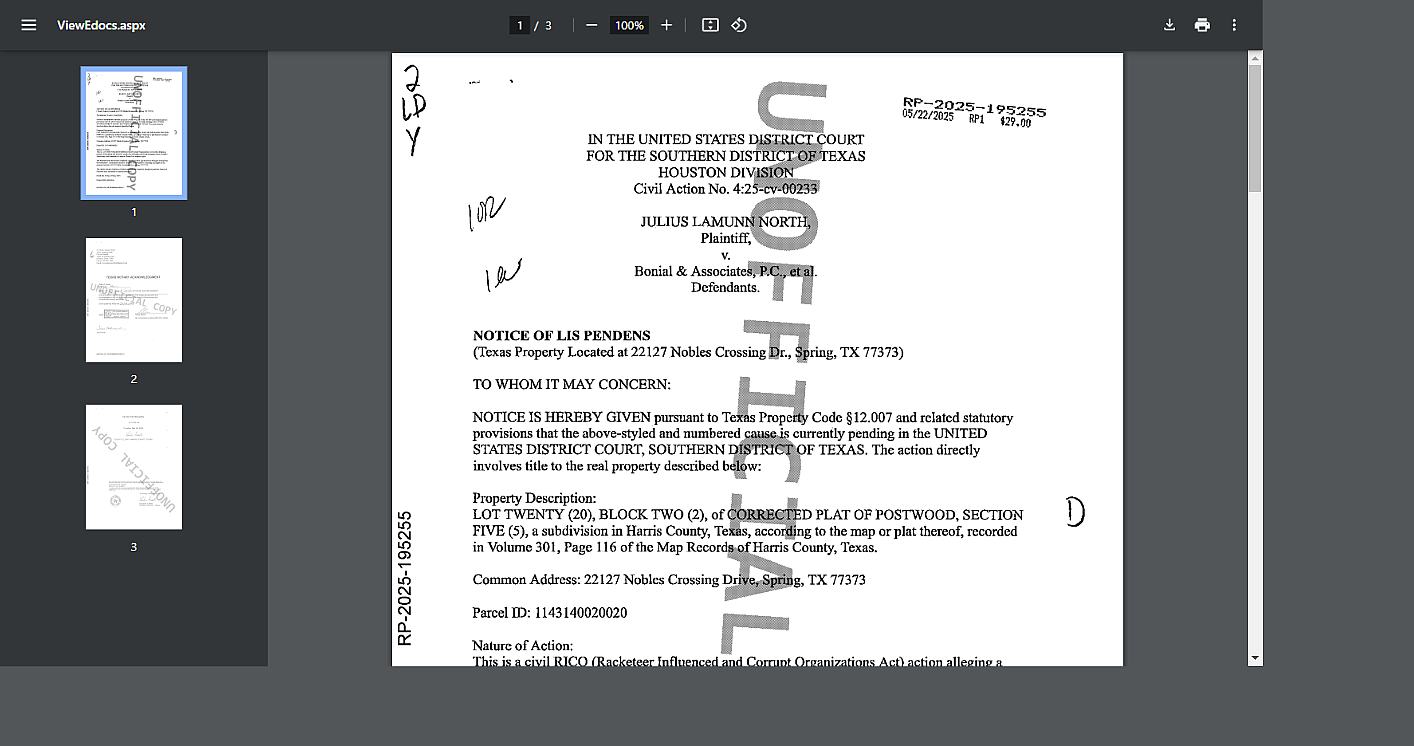 ViewEdocs.aspx
1 / 3
100%
1
2
3
2
LD
Y
RP-2025-195255
05/22/2025 RP1 $29.00
IN THE UNITED STATES DISTRICT COURT
FOR THE SOUTHERN DISTRICT OF TEXAS
HOUSTON DIVISION
Civil Action No. 4:25-cv-00233
JULIUS LAMUNN NORTH,
Plaintiff,
v.
Bonial & Associates, P.C., et al.
Defendants.
NOTICE OF LIS PENDENS
(Texas Property Located at 22127 Nobles Crossing Dr., Spring, TX 77373)
TO WHOM IT MAY CONCERN:
NOTICE IS HEREBY GIVEN pursuant to Texas Property Code §12.007 and related statutory
provisions that the above-styled and numbered cause is currently pending in the UNITED
STATES DISTRICT COURT, SOUTHERN DISTRICT OF TEXAS. The action directly
involves title to the real property described below:
Property Description:
LOT TWENTY (20), BLOCK TWO (2), of CORRECTED PLAT OF POSTWOOD, SECTION
FIVE (5), a subdivision in Harris County, Texas, according to the map or plat thereof, recorded
in Volume 301, Page 116 of the Map Records of Harris County, Texas.
Common Address: 22127 Nobles Crossing Drive, Spring, TX 77373
Parcel ID: 1143140020020
Nature of Action:
This is a civil RICO (Racketeer Influenced and Corrupt Organizations Act) action alleging a
D
RP-2025-195255
UNOFFICIAL